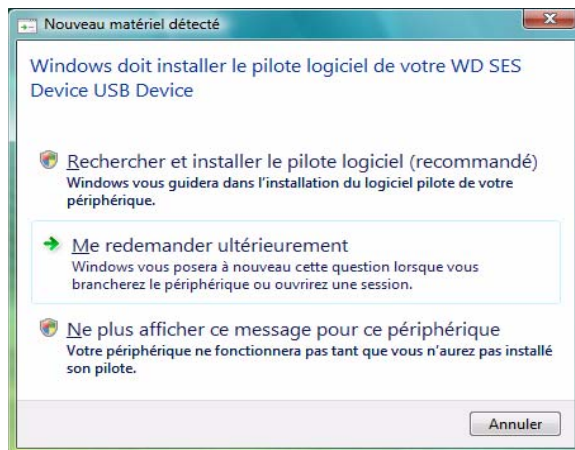 Nouveau matériel détecté
Windows doit installer le pilote logiciel de votre WD SES
Device USB Device
Rechercher et installer le pilote logiciel (recommandé)
Windows vous guidera dans l'installation du logiciel pilote de votre
périphérique.
Me redemander ultérieurement
Windows vous posera à nouveau cette question lorsque vous
brancherez le périphérique ou ouvrirez une session.
Ne plus afficher ce message pour ce périphérique
Votre périphérique ne fonctionnera pas tant que vous n'aurez pas installé
son pilote.
Annuler